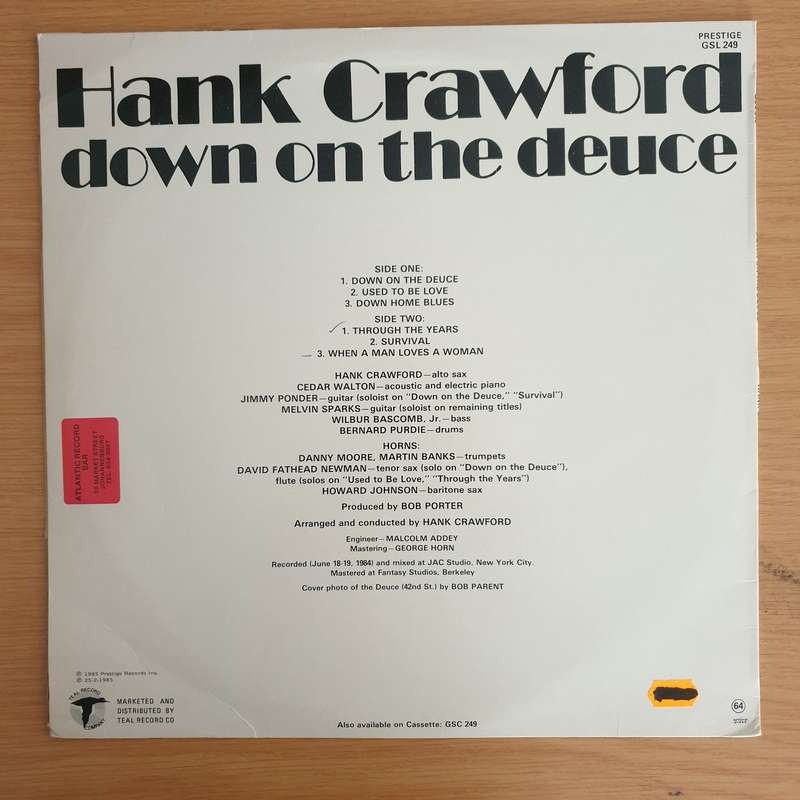 PRESTIGE
GSL 249
Hank Crawford
down on the deuce
SIDE ONE:
1. DOWN ON THE DEUCE
2. USED TO BE LOVE
3. DOWN HOME BLUES
SIDE TWO:
1. THROUGH THE YEARS
2. SURVIVAL
3. WHEN A MAN LOVES A WOMAN
HANK CRAWFORD—alto sax
CEDAR WALTON—acoustic and electric piano
JIMMY PONDER—guitar (soloist on "Down on the Deuce," "Survival")
MELVIN SPARKS—guitar (soloist on remaining titles)
WILBUR BASCOMB, Jr.—bass
BERNARD PURDIE—drums
HORNS:
DANNY MOORE, MARTIN BANKS—trumpets
DAVID FATHEAD NEWMAN—tenor sax (solo on "Down on the Deuce"),
flute (solos on "Used to Be Love," "Through the Years")
HOWARD JOHNSON—baritone sax
Produced by BOB PORTER
Arranged and conducted by HANK CRAWFORD
Engineer—MALCOLM ADDEY
Mastering—GEORGE HORN
Recorded (June 18-19, 1984) and mixed at JAC Studio, New York City.
Mastered at Fantasy Studios, Berkeley
Cover photo of the Deuce (42nd St.) by BOB PARENT
ATLANTIC RECORD
BAR
MARKET STREET
JOHANNESBURG
TEL.
℗ 1985 Prestige Records Inc.
℗ 25-2-1985
TEAL RECORD
COMPANY
MARKETED AND
DISTRIBUTED BY
TEAL RECORD CO
Also available on Cassette: GSC 249
64